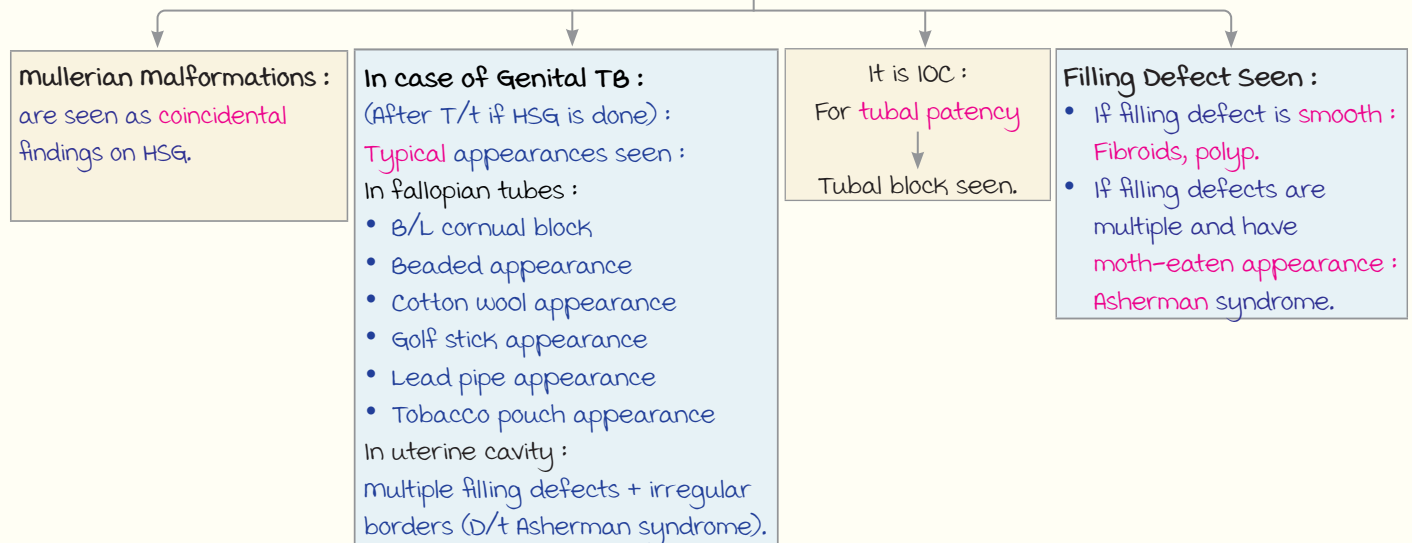 Mullerian Malformations :
are seen as coincidental
findings on HSG.
In case of Genital TB :
(After T/t if HSG is done) :
Typical appearances seen :
In fallopian tubes :
• B/L cornual block
• Beaded appearance
• Cotton wool appearance
• Golf stick appearance
• Lead pipe appearance
• Tobacco pouch appearance
In uterine cavity :
multiple filling defects + irregular
borders (D/t Asherman syndrome).
It is IOC :
For tubal patency
Tubal block seen.
Filling Defect Seen :
• If filling defect is smooth :
Fibroids, polyp.
• If filling defects are
multiple and have
moth-eaten appearance :
Asherman syndrome.